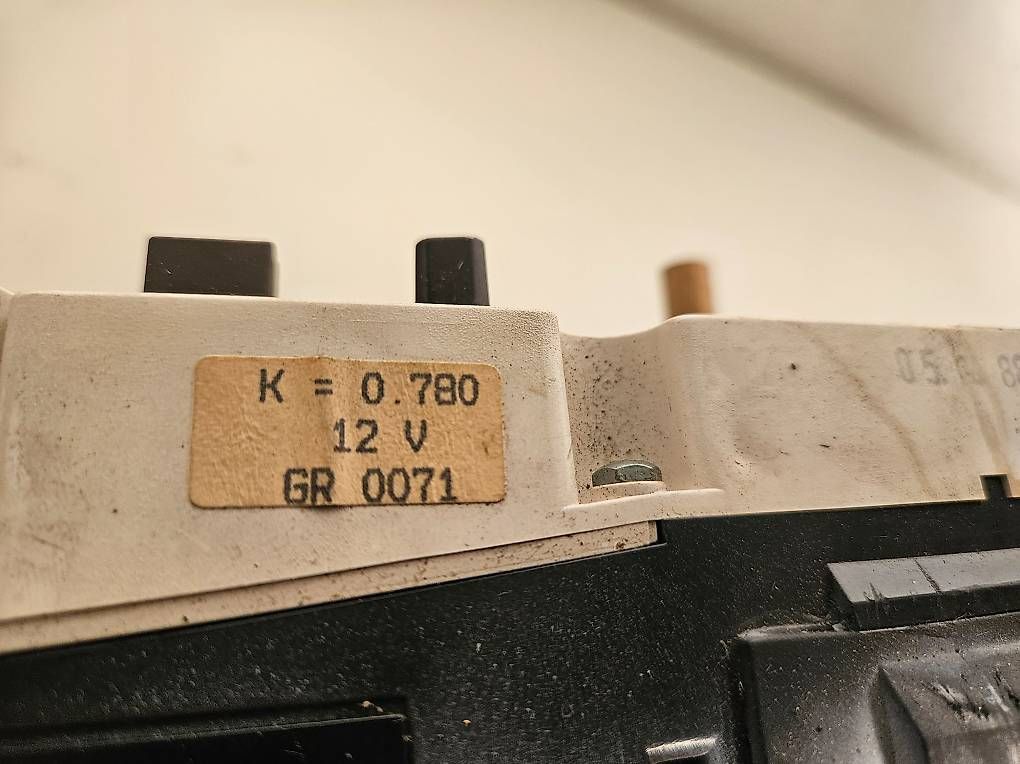 K = 0.780
12 V
GR 0071